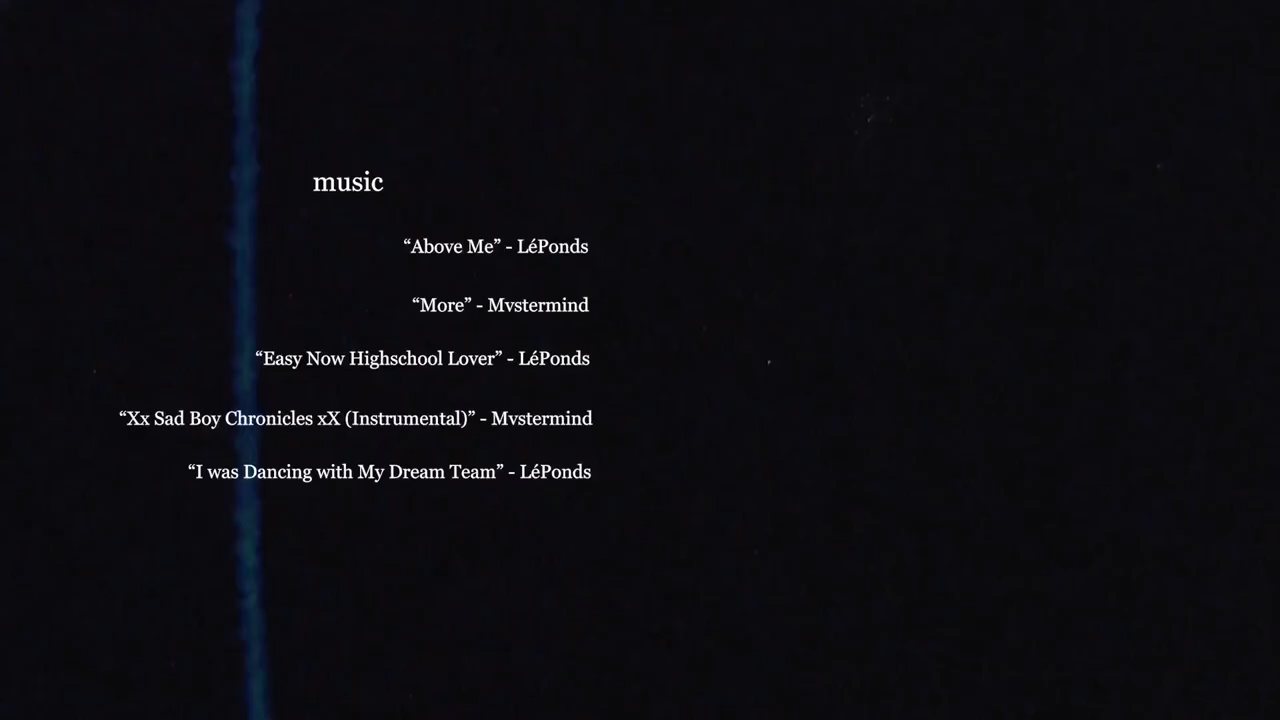 music
“Above Me” - LéPonds
“More” - Mvstermind
“Easy Now Highschool Lover” - LéPonds
“Xx Sad Boy Chronicles xX (Instrumental)” - Mvstermind
“I was Dancing with My Dream Team” - LéPonds